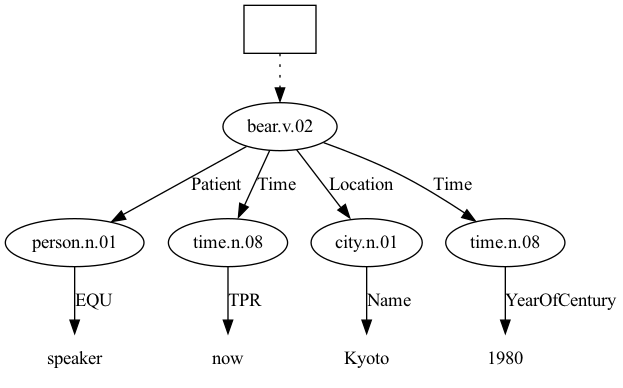 bear.v.02
Patient Time Location Time
person.n.01 time.n.08 city.n.01 time.n.08
EQU TPR Name YearOfCentury
speaker now Kyoto 1980